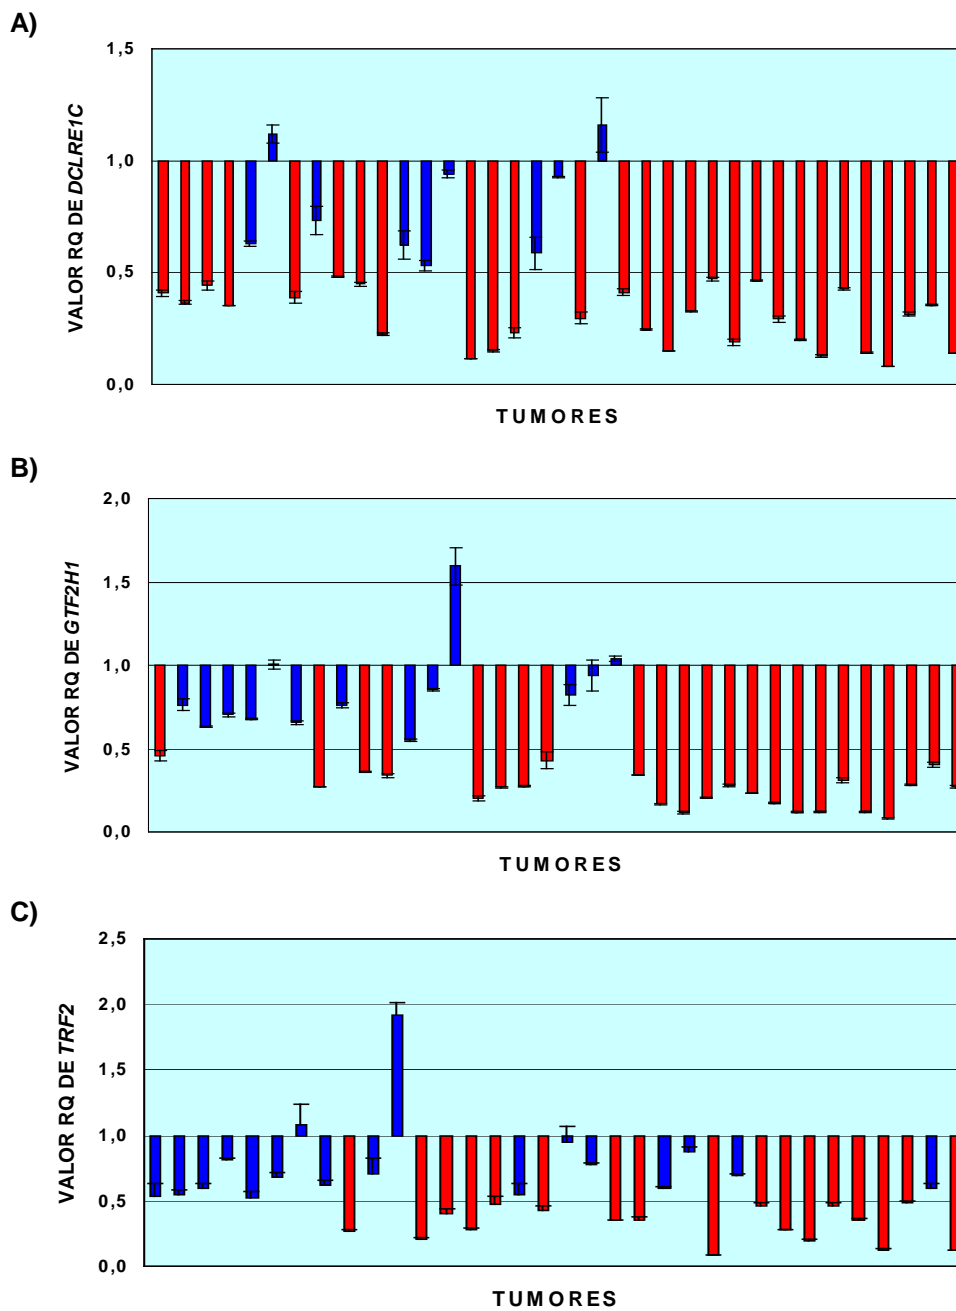 A)
VALOR RQ DE DCLRE1C
1,5
1,0
0,5
0,0
TUMORES
B)
VALOR RQ DE GTF2H1
2,0
1,5
1,0
0,5
0,0
TUMORES
C)
VALOR RQ DE TRF2
2,5
2,0
1,5
1,0
0,5
0,0
TUMORES